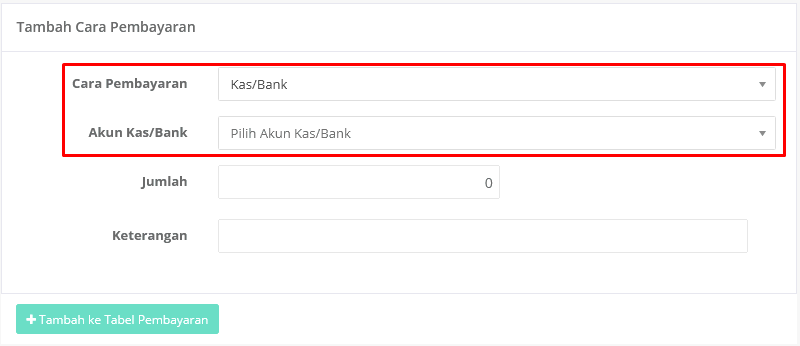 Tambah Cara Pembayaran
Cara Pembayaran Kas/Bank
Akun Kas/Bank Pilih Akun Kas/Bank
Jumlah 0
Keterangan
+ Tambah ke Tabel Pembayaran